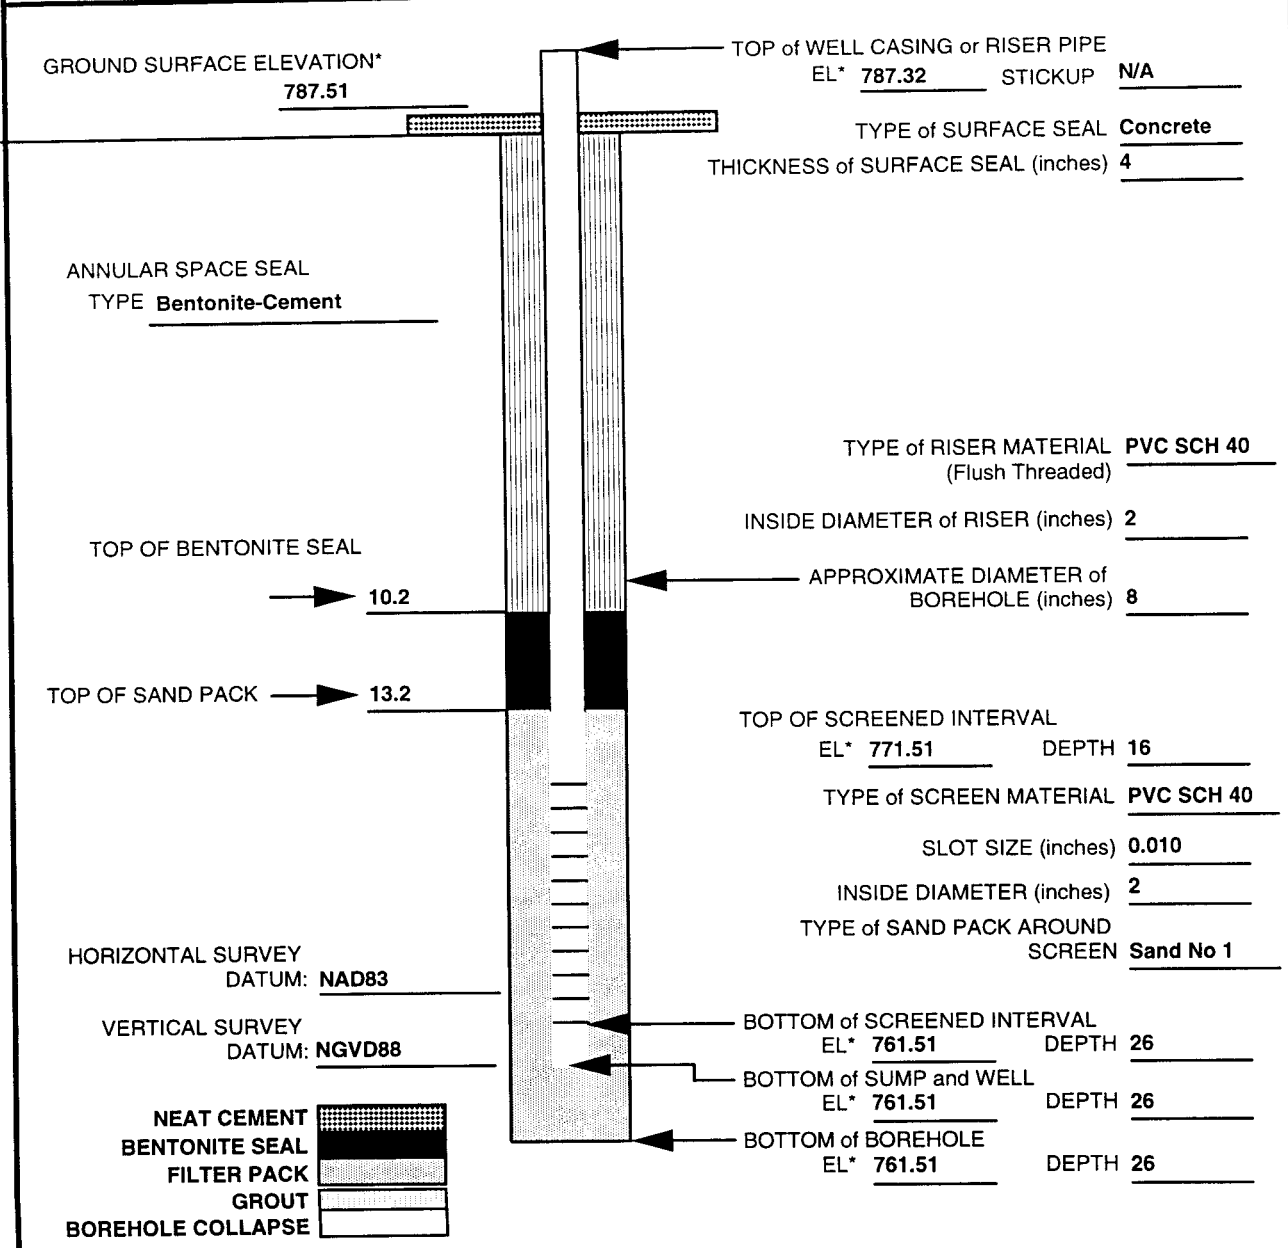 GROUND SURFACE ELEVATION*
787.51
TOP of WELL CASING or RISER PIPE
EL* 787.32 STICKUP N/A
TYPE of SURFACE SEAL Concrete
THICKNESS of SURFACE SEAL (inches) 4
ANNULAR SPACE SEAL
TYPE Bentonite-Cement
TYPE of RISER MATERIAL PVC SCH 40
(Flush Threaded)
INSIDE DIAMETER of RISER (inches) 2
TOP OF BENTONITE SEAL
10.2
APPROXIMATE DIAMETER of
BOREHOLE (inches) 8
TOP OF SAND PACK 13.2
TOP OF SCREENED INTERVAL
EL* 771.51 DEPTH 16
TYPE of SCREEN MATERIAL PVC SCH 40
SLOT SIZE (inches) 0.010
INSIDE DIAMETER (inches) 2
TYPE of SAND PACK AROUND
SCREEN Sand No 1
HORIZONTAL SURVEY
DATUM: NAD83
VERTICAL SURVEY
DATUM: NGVD88
BOTTOM of SCREENED INTERVAL
EL* 761.51 DEPTH 26
BOTTOM of SUMP and WELL
EL* 761.51 DEPTH 26
BOTTOM of BOREHOLE
EL* 761.51 DEPTH 26
NEAT CEMENT
BENTONITE SEAL
FILTER PACK
GROUT
BOREHOLE COLLAPSE